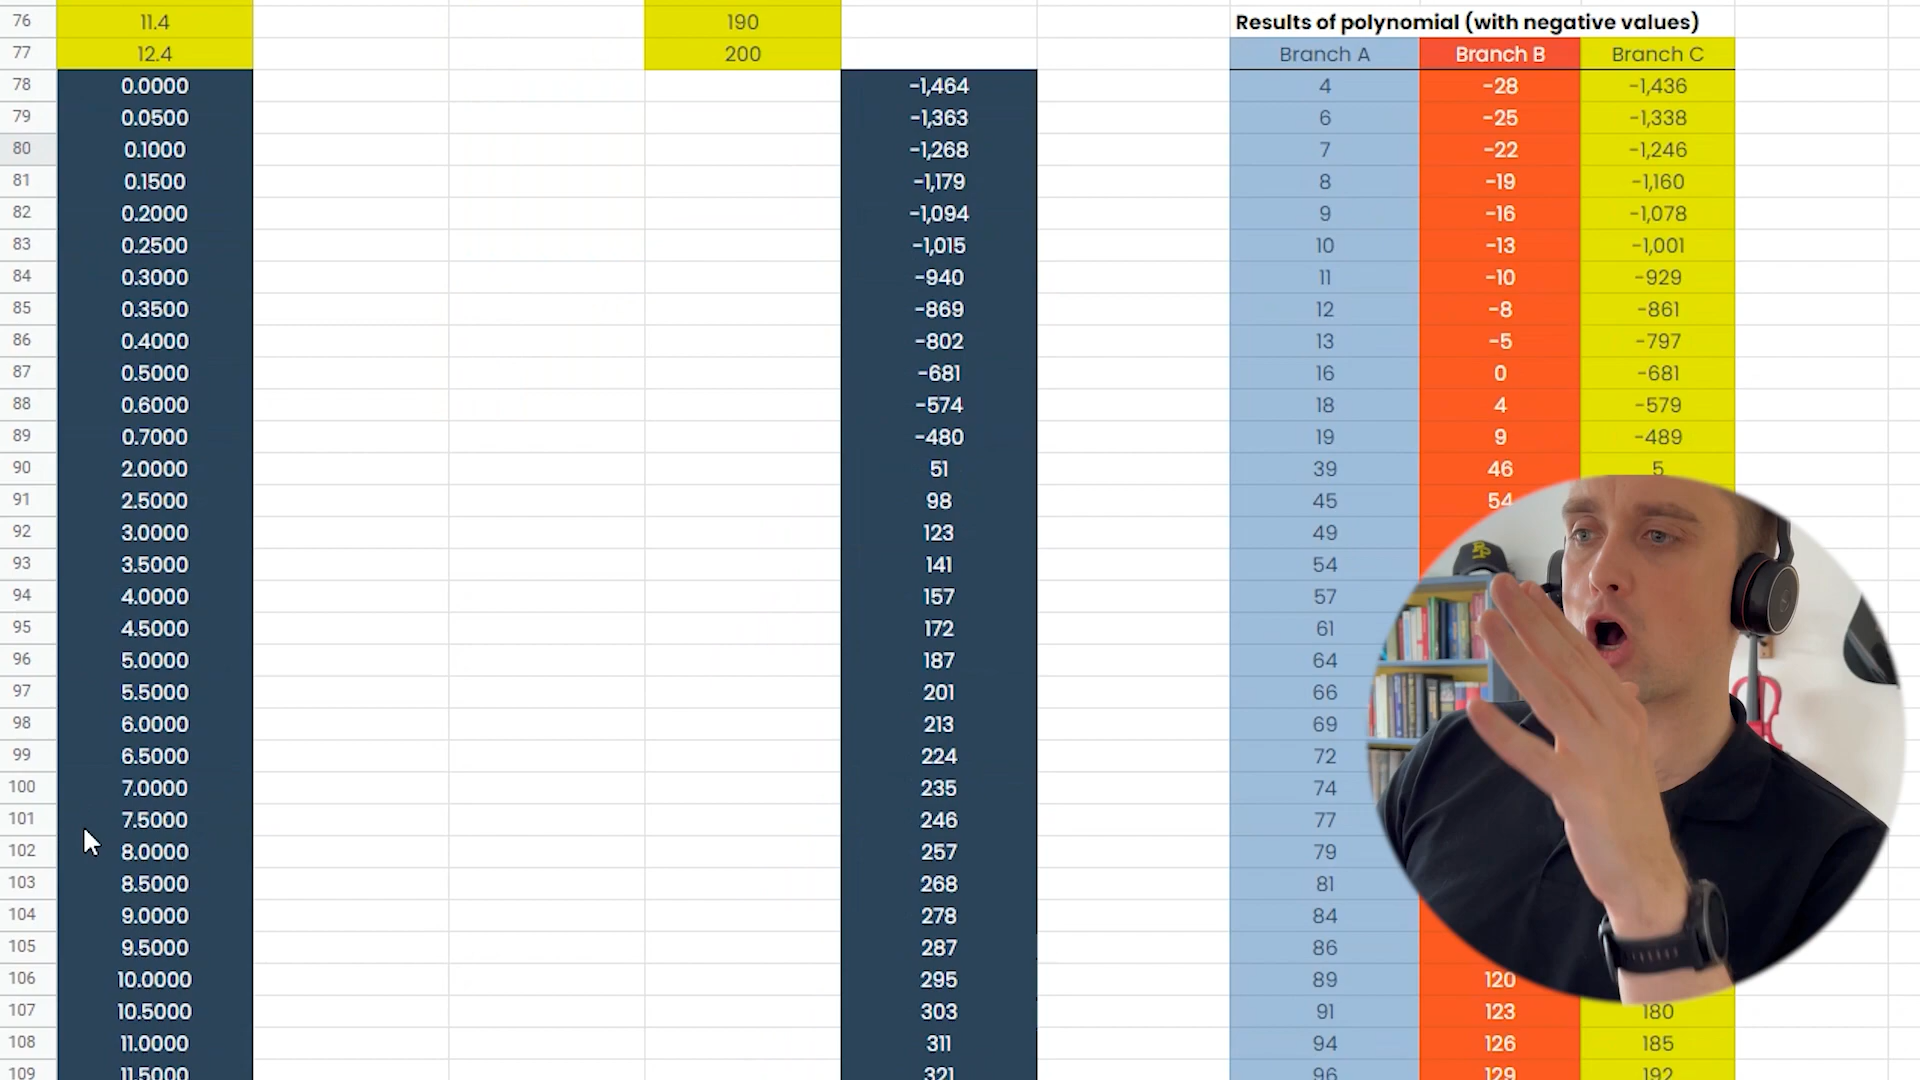 76 11.4 190 Results of polynomial (with negative values)
77 12.4 200 Branch A Branch B Branch C
78 0.0000 -1,464 4 -28 -1,436
79 0.0500 -1,363 6 -25 -1,338
80 0.1000 -1,268 7 -22 -1,246
81 0.1500 -1,179 8 -19 -1,160
82 0.2000 -1,094 9 -16 -1,078
83 0.2500 -1,015 10 -13 -1,001
84 0.3000 -940 11 -10 -929
85 0.3500 -869 12 -8 -861
86 0.4000 -802 13 -5 -797
87 0.5000 -681 16 0 -681
88 0.6000 -574 18 4 -579
89 0.7000 -480 19 9 -489
90 2.0000 51 39 46 5
91 2.5000 98 45 54
92 3.0000 123 49
93 3.5000 141 54
94 4.0000 157 57
95 4.5000 172 61
96 5.0000 187 64
97 5.5000 201 66
98 6.0000 213 69
99 6.5000 224 72
100 7.0000 235 74
101 7.5000 246 77
102 8.0000 257 79
103 8.5000 268 81
104 9.0000 278 84
105 9.5000 287 86
106 10.0000 295 89 120
107 10.5000 303 91 123 180
108 11.0000 311 94 126 185
109 11.5000 321 96 129 192